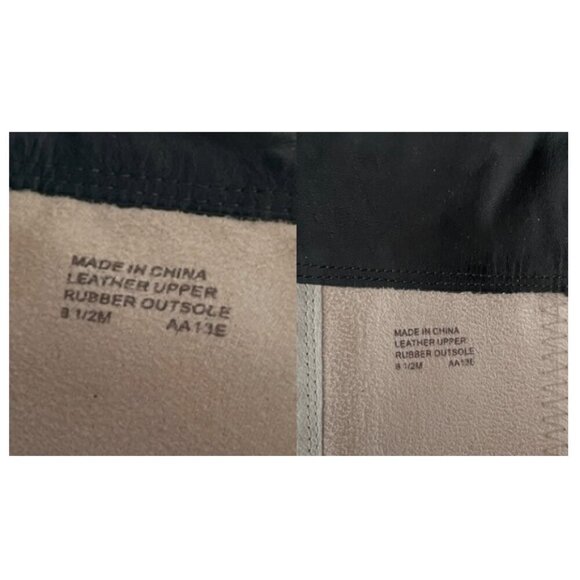 MADE IN CHINA
LEATHER UPPER
RUBBER OUTSOLE
8 1/2M AA13E
MADE IN CHINA
LEATHER UPPER
RUBBER OUTSOLE
8 1/2M AA13E